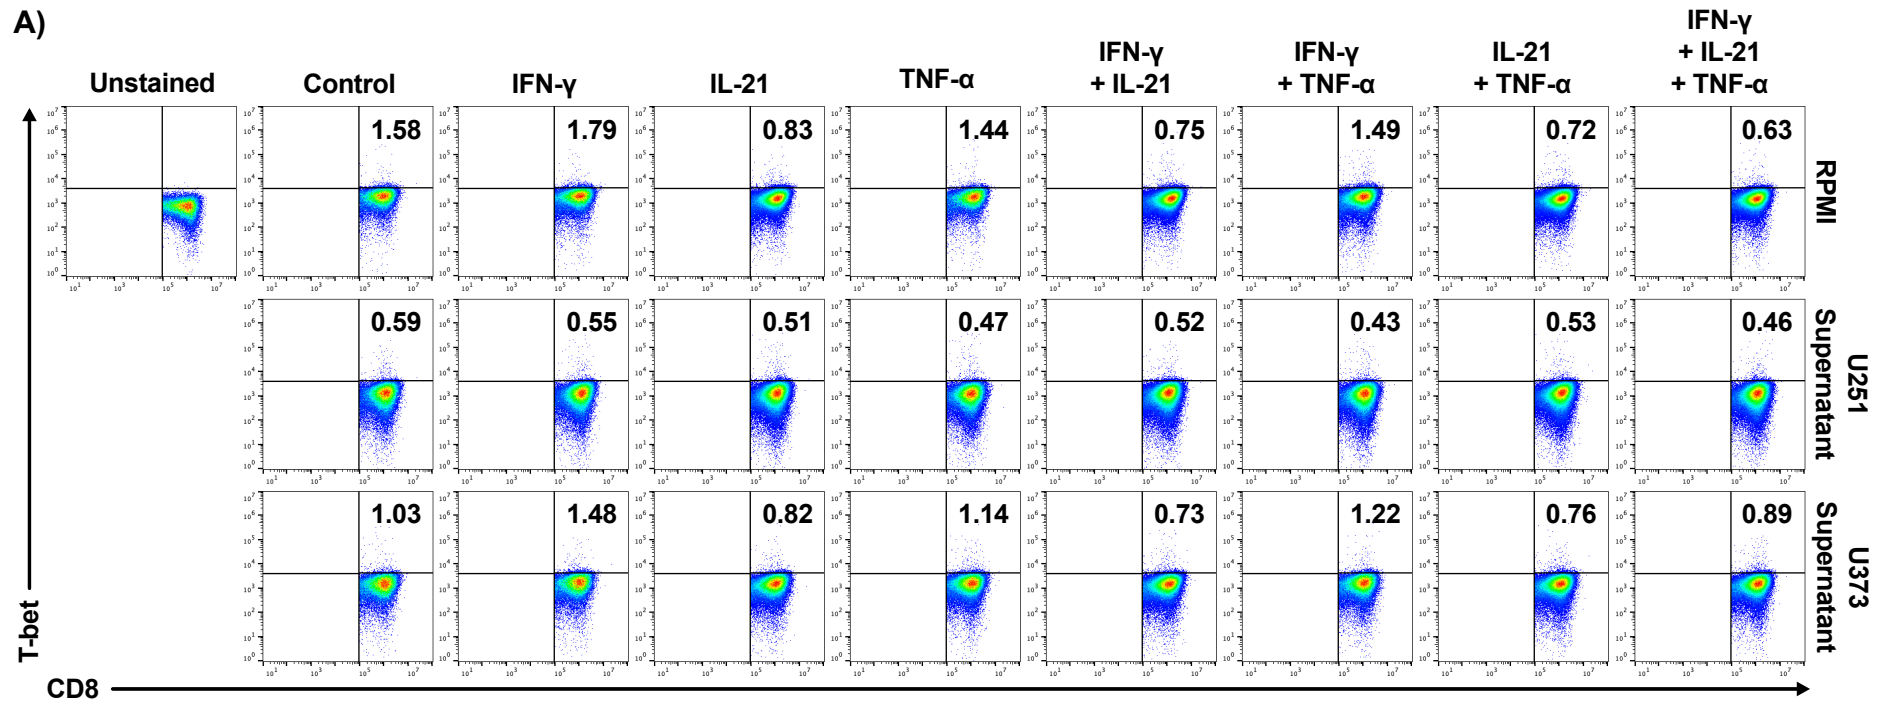 A)
Unstained
Control
IFN-γ
IL-21
TNF-α
IFN-γ
+ IL-21
IFN-γ
+ TNF-α
IL-21
+ TNF-α
IFN-γ
+ IL-21
+ TNF-α
1.58
1.79
0.83
1.44
0.75
1.49
0.72
0.63
RPMI
0.59
0.55
0.51
0.47
0.52
0.43
0.53
0.46
U251
Supernatant
1.03
1.48
0.82
1.14
0.73
1.22
0.76
0.89
U373
Supernatant
T-bet
CD8